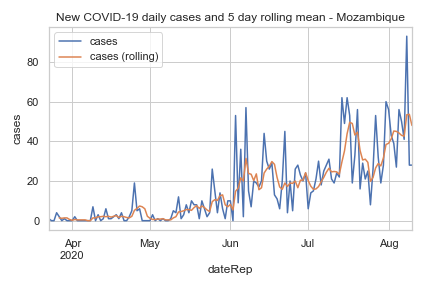 New COVID-19 daily cases and 5 day rolling mean - Mozambique
cases
cases (rolling)
80
60
40
20
0
cases
Apr
2020
May
Jun
Jul
Aug
dateRep